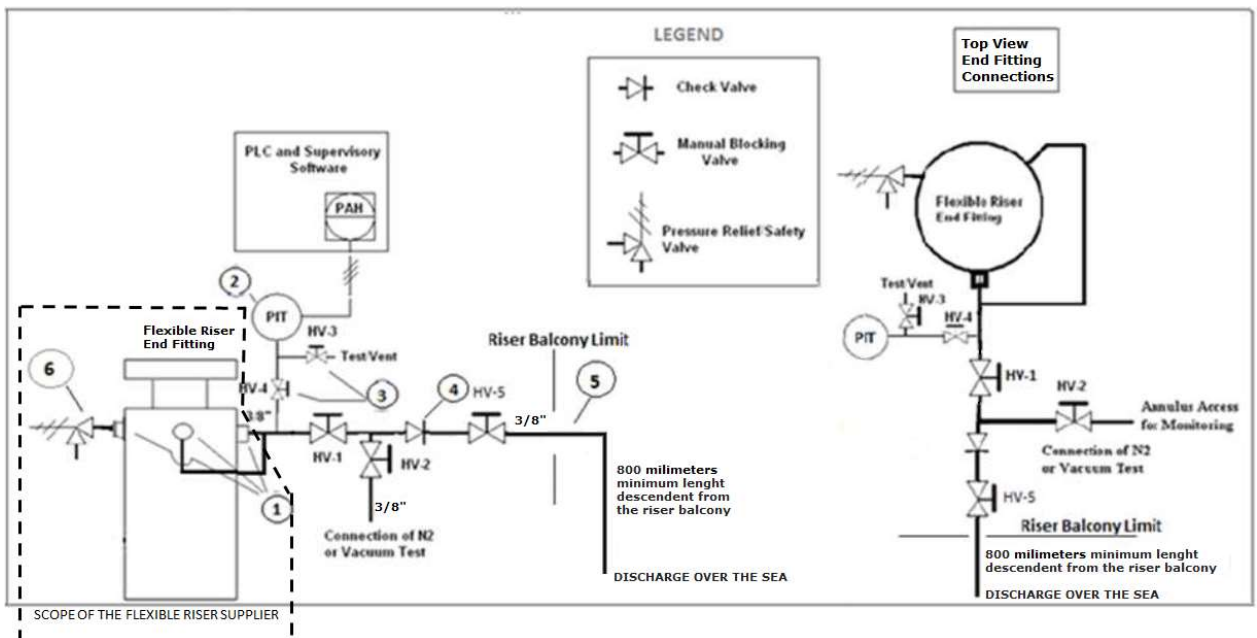 LEGEND
Check Valve
Manual Blocking
Valve
Pressure Relief/Safety
Valve
Top View
End Fitting
Connections
PLC and Supervisory
Software
PAH
2
PIT
HV-3
Test/Vent
HV-4
3
Flexible Riser
End Fitting
6
3/8"
1
HV-1
HV-2
3/8"
Connection of N2
or Vacuum Test
4
HV-5
3/8"
Riser Balcony Limit
5
800 milimeters
minimum lenght
descendent from
the riser balcony
DISCHARGE OVER THE SEA
SCOPE OF THE FLEXIBLE RISER SUPPLIER
Flexible Riser
End Fitting
Test/Vent
HV-3
HV-4
PIT
HV-1
HV-2
Annulus Access
for Monitoring
Connection of N2
or Vacuum Test
HV-5
Riser Balcony Limit
800 milimeters minimum lenght
descendent from the riser balcony
DISCHARGE OVER THE SEA